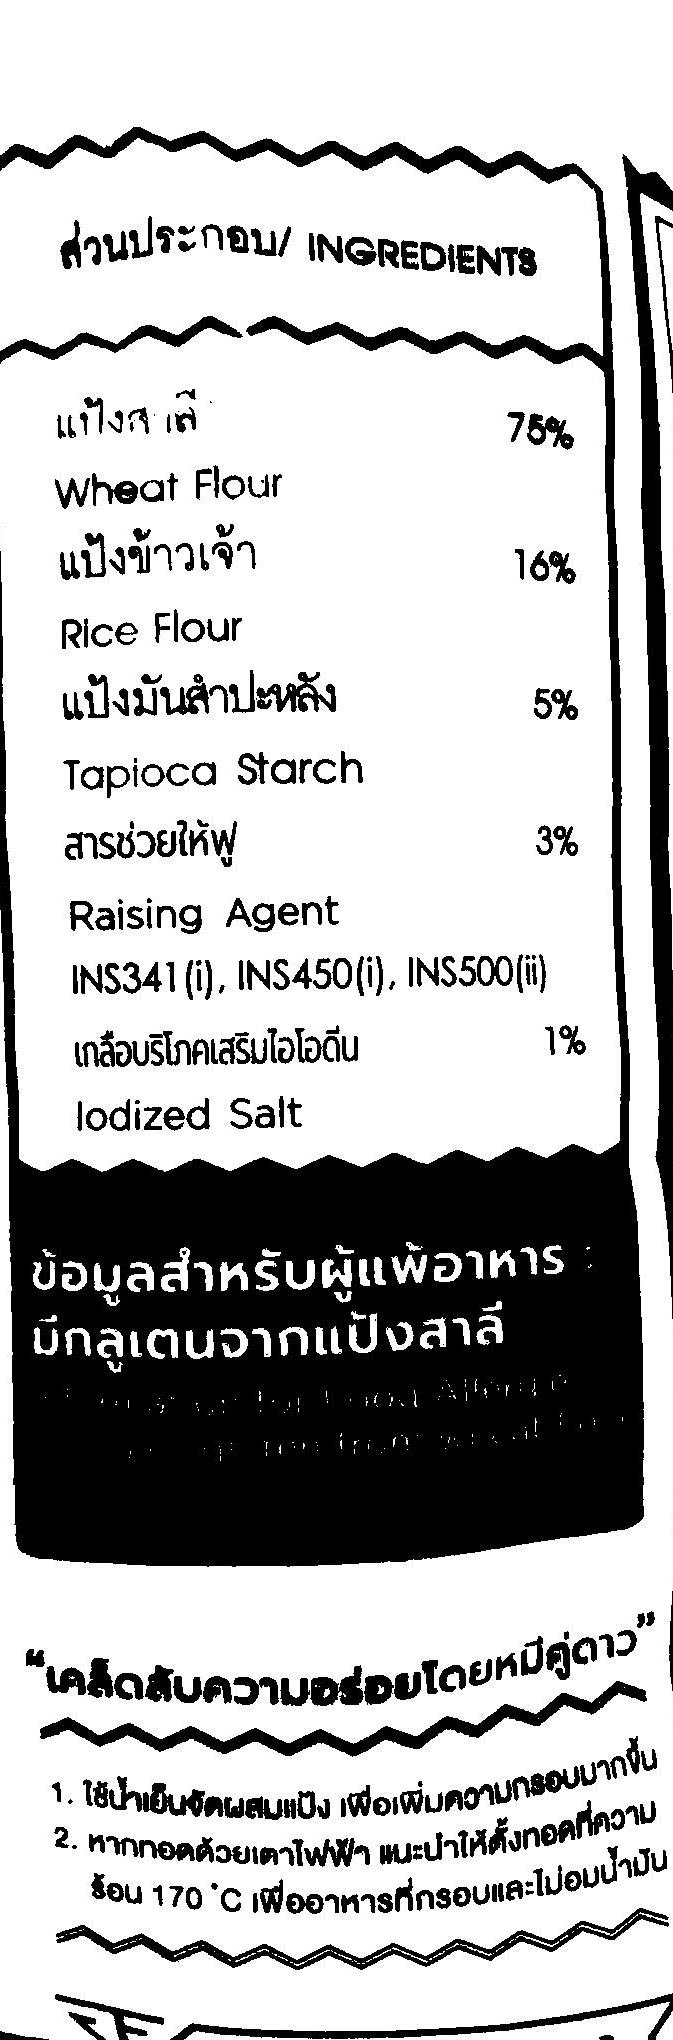 ส่วนประกอบ/ INGREDIENTS
แป้งสาลี 75%
Wheat Flour
แป้งข้าวเจ้า 16%
Rice Flour
แป้งมันสำปะหลัง 5%
Tapioca Starch
สารช่วยให้ฟู 3%
Raising Agent
INS341(i), INS450(i), INS500(ii)
เกลือบริโภคเสริมไอโอดีน 1%
Iodized Salt
ข้อมูลสำหรับผู้แพ้อาหาร :
มีกลูเตนจากแป้งสาลี
for Food
from
“เคล็ดลับความอร่อยโดยหมีคู่ดาว”
1. ใช้น้ำเย็นจัดผสมแป้ง เพื่อเพิ่มความกรอบมากขึ้น
2. หากทอดด้วยเตาไฟฟ้า แนะนำให้ตั้งทอดที่ความ
ร้อน 170 °C เพื่ออาหารที่กรอบและไม่อมน้ำมัน